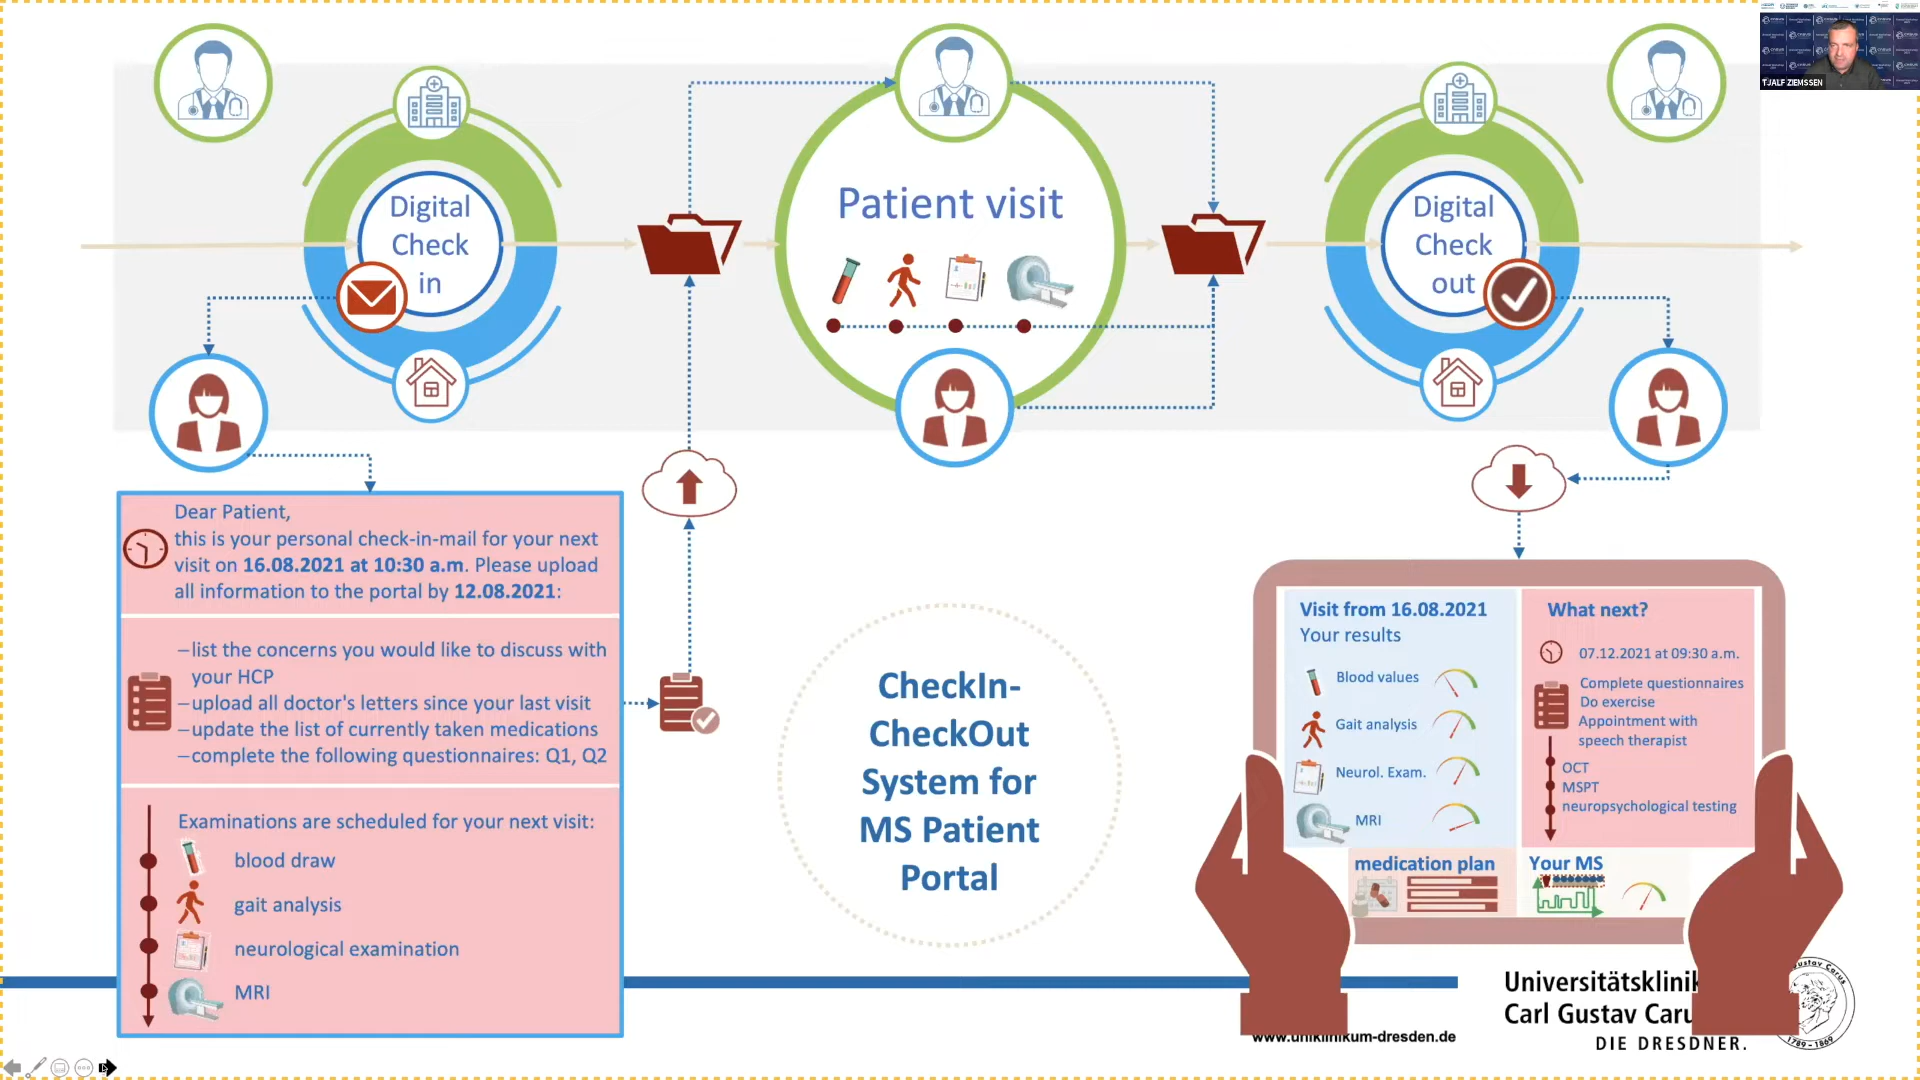 TJALF ZIEMSSEN
Digital
Check
in
Patient visit
Digital
Check
out
Dear Patient,
this is your personal check-in-mail for your next
visit on 16.08.2021 at 10:30 a.m. Please upload
all information to the portal by 12.08.2021:
–list the concerns you would like to discuss with
your HCP
–upload all doctor's letters since your last visit
–update the list of currently taken medications
–complete the following questionnaires: Q1, Q2
Examinations are scheduled for your next visit:
blood draw
gait analysis
neurological examination
MRI
CheckIn-
CheckOut
System for
MS Patient
Portal
Visit from 16.08.2021
Your results
Blood values
Gait analysis
Neurol. Exam.
MRI
What next?
07.12.2021 at 09:30 a.m.
Complete questionnaires
Do exercise
Appointment with
speech therapist
OCT
MSPT
neuropsychological testing
medication plan
Your MS
www.uniklinikum-dresden.de
Universitätsklinik
Carl Gustav Caru
DIE DRESDNER.
Gustav Carus
1789-1869